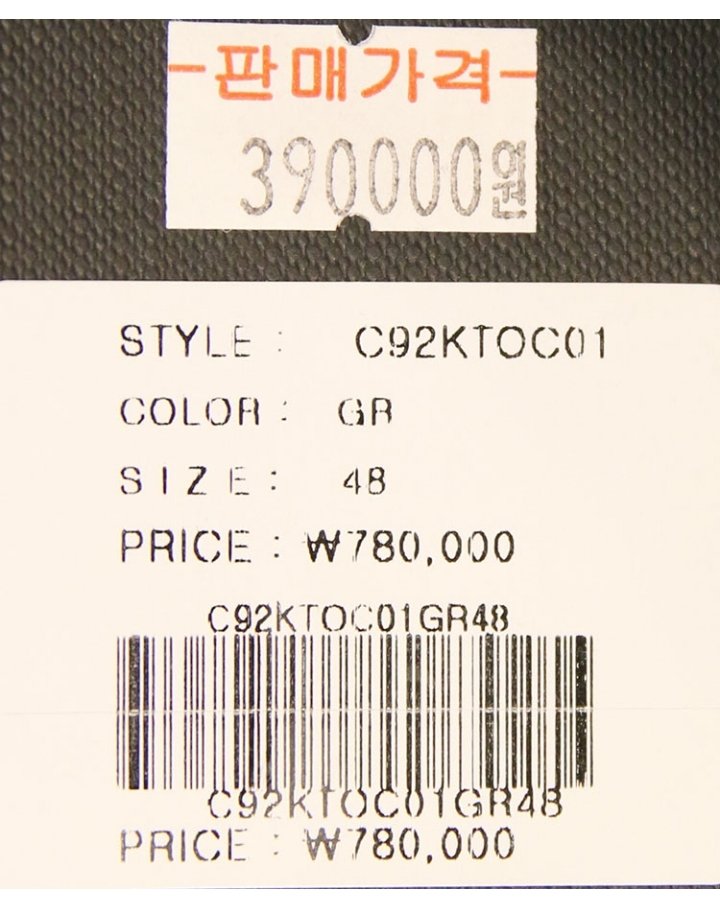 -판매가격-
390000원
STYLE : C92KTOC01
COLOR : GR
SIZE : 48
PRICE : ₩780,000
C92KTOC01GR48
C92KTOC01GR48
PRICE : ₩780,000